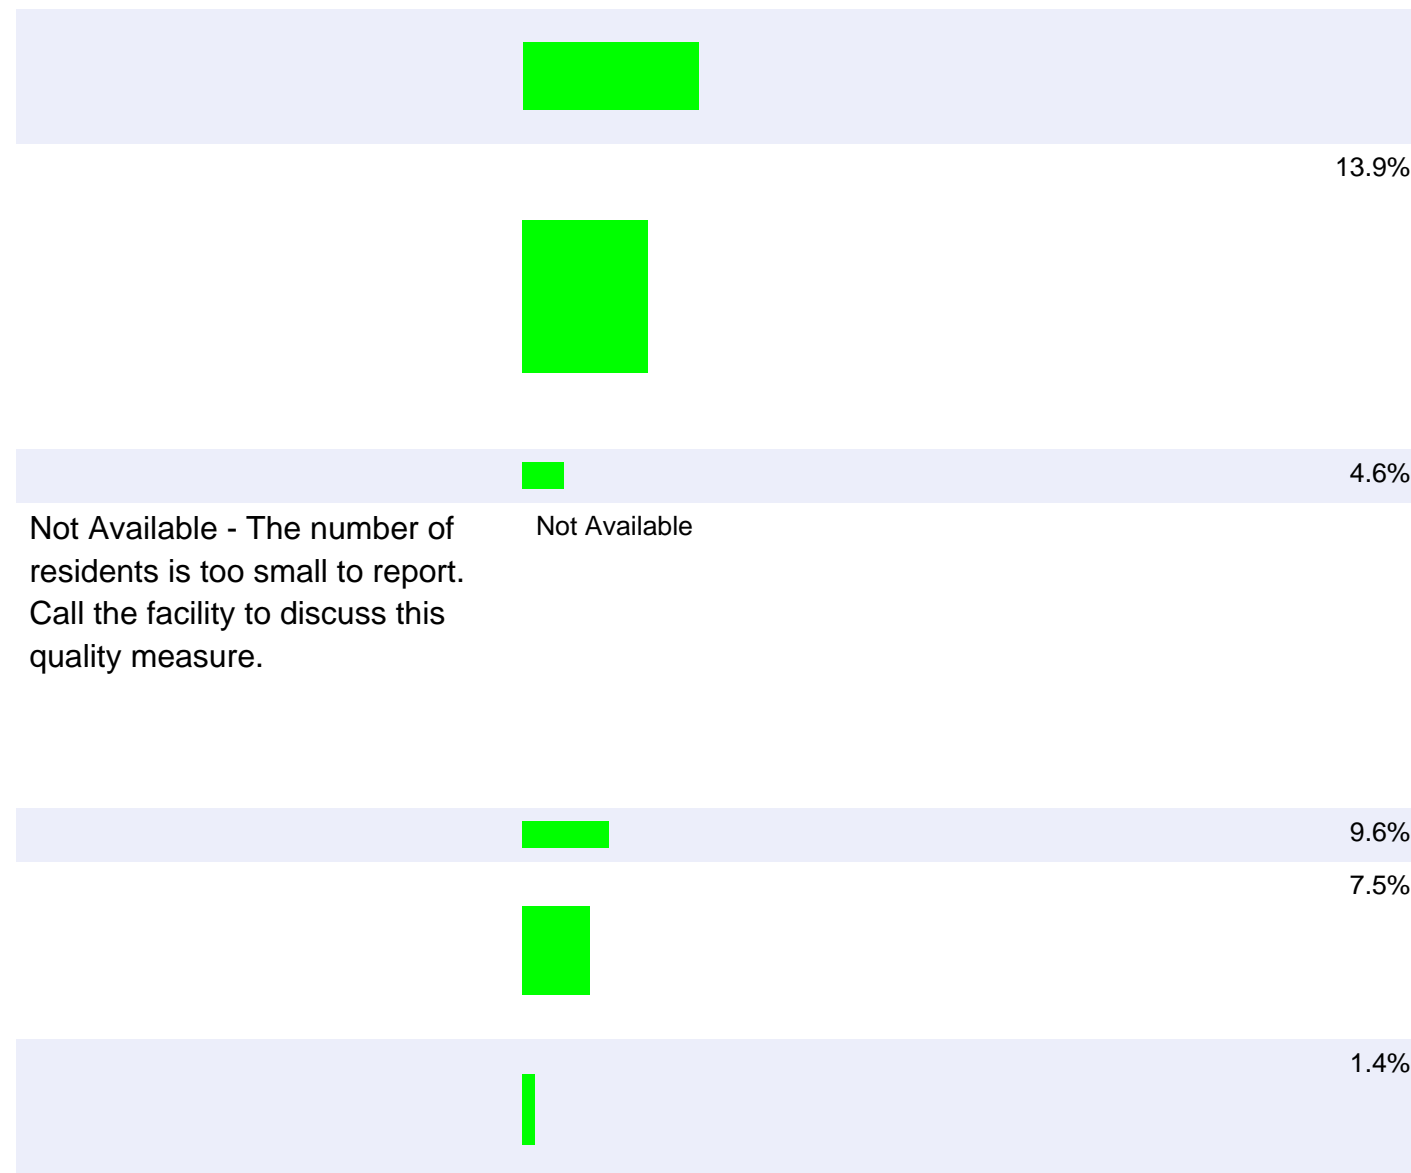 13.9%
4.6%
Not Available - The number of
residents is too small to report.
Call the facility to discuss this
quality measure.
Not Available
9.6%
7.5%
1.4%